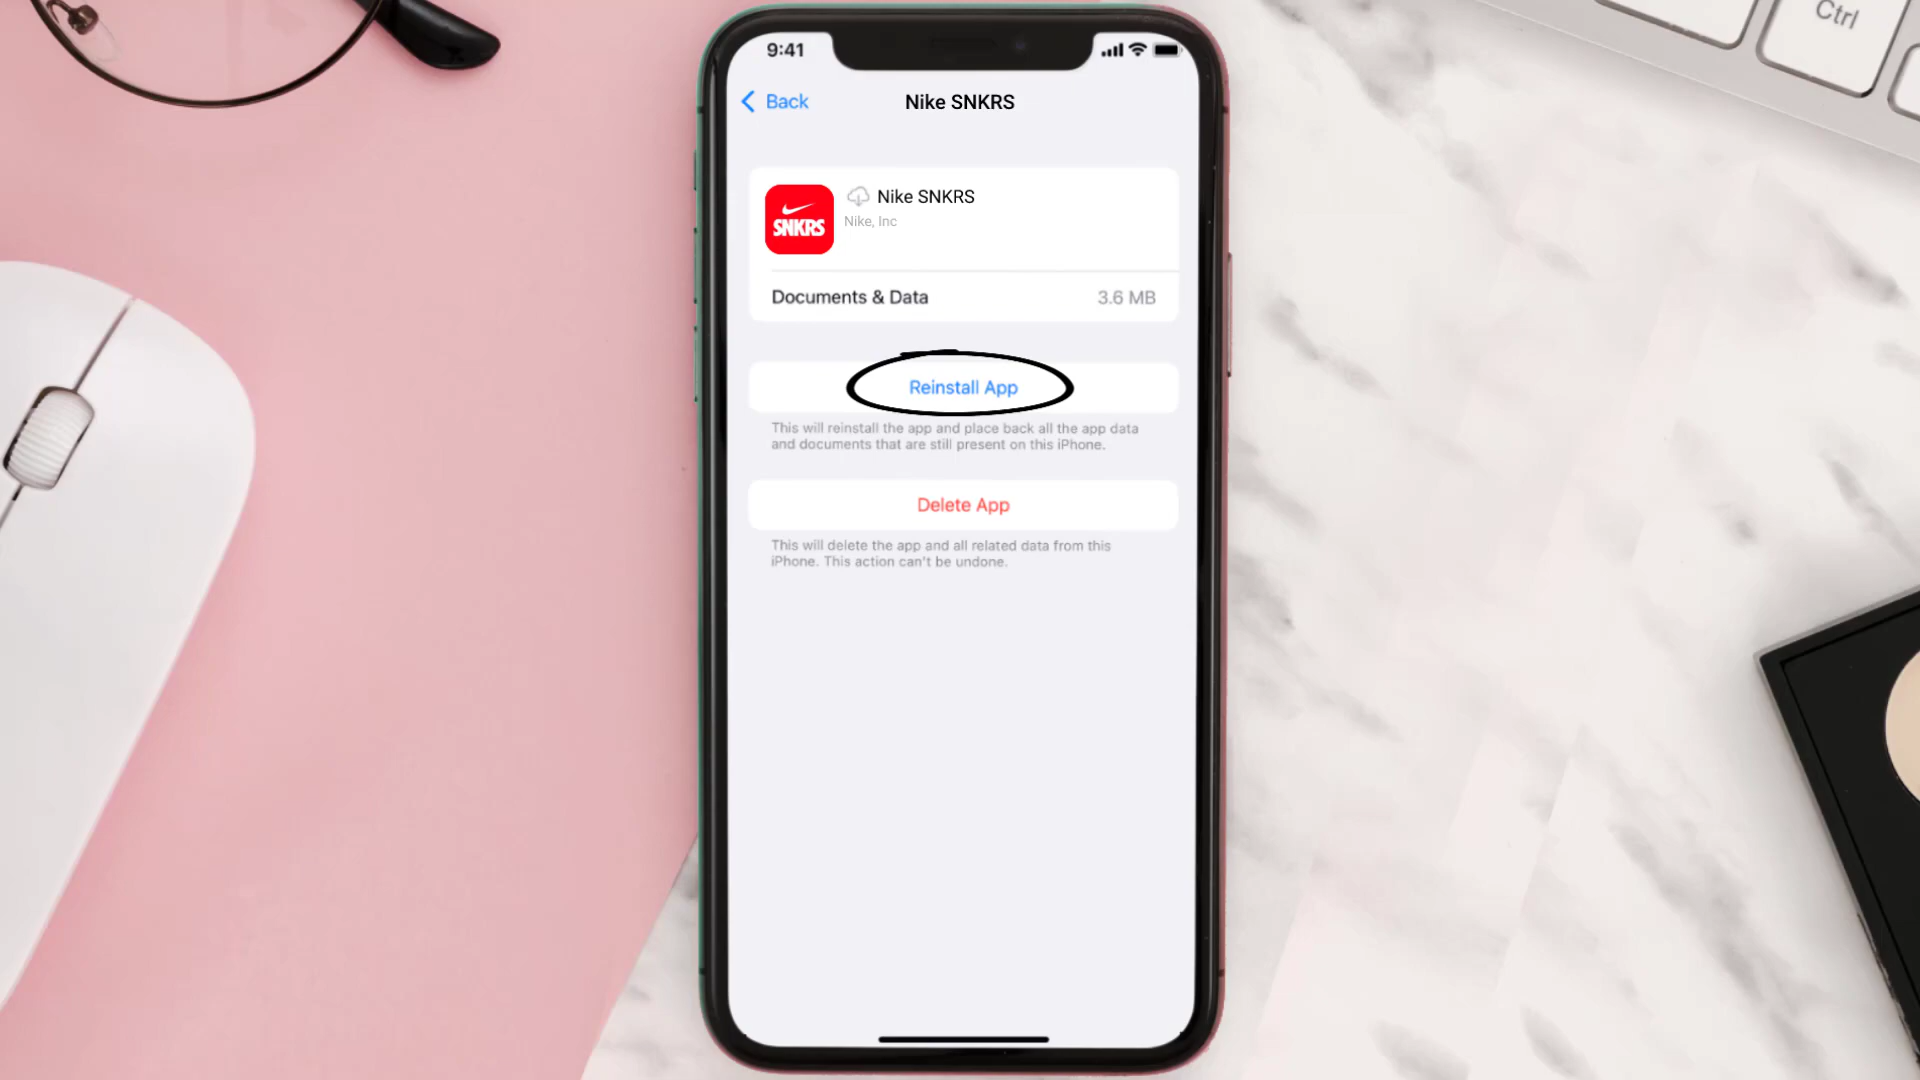 Ctrl
9:41
Back
Nike SNKRS
SNKRS
Nike SNKRS
Nike, Inc
Documents & Data
3.6 MB
Reinstall App
This will reinstall the app and place back all the app data
and documents that are still present on this iPhone.
Delete App
This will delete the app and all related data from this
iPhone. This action can't be undone.